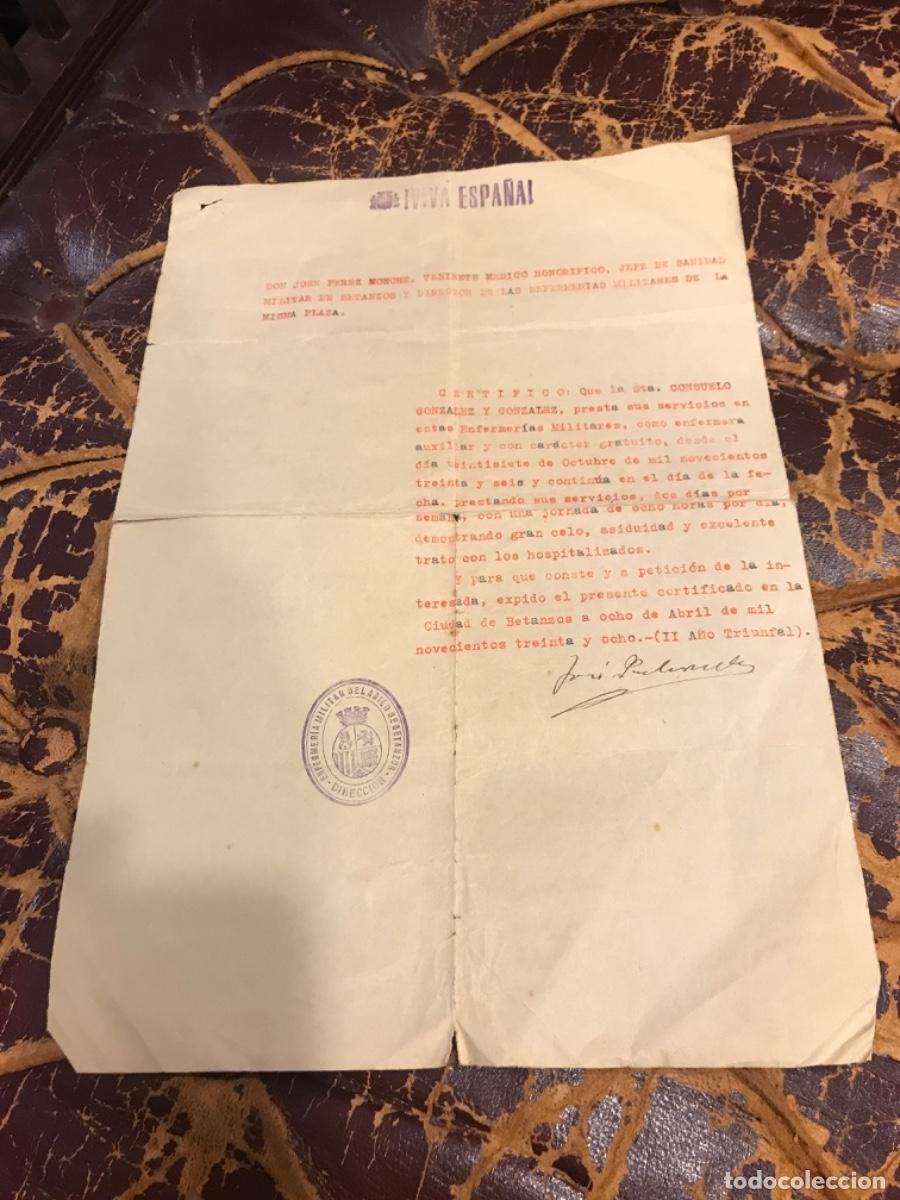 ¡VIVA ESPAÑA!
DON JOSE PEREZ MONCHE, TENIENTE MEDICO HONORIFICO, JEFE DE SANIDAD
MILITAR DE BETANZOS Y DIRECTOR DE LAS ENFERMERIAS MILITARES DE LA
MISMA PLAZA.
C E R T I F I C O: Que la Sta. CONSUELO
GONZALEZ Y GONZALEZ, presta sus servicios en
estas Enfermerías Militares, como enfermera
auxiliar y con carácter gratuito, desde el
día veintisiete de Octubre de mil novecientos
treinta y seis y continúa en el día de la fe-
cha, prestando sus servicios, dos días por
semana, con una jornada de ocho horas por día,
demostrando gran celo, asiduidad y excelente
trato con los hospitalizados.
Y para que conste y a petición de la in-
teresada, expido el presente certificado en la
Ciudad de Betanzos a ocho de Abril de mil
novecientos treinta y ocho.-(II Año Triunfal).
José
ENFERMERÍA MILITAR DEL ASILO DE BETANZOS
· DIRECCION ·
todocoleccion